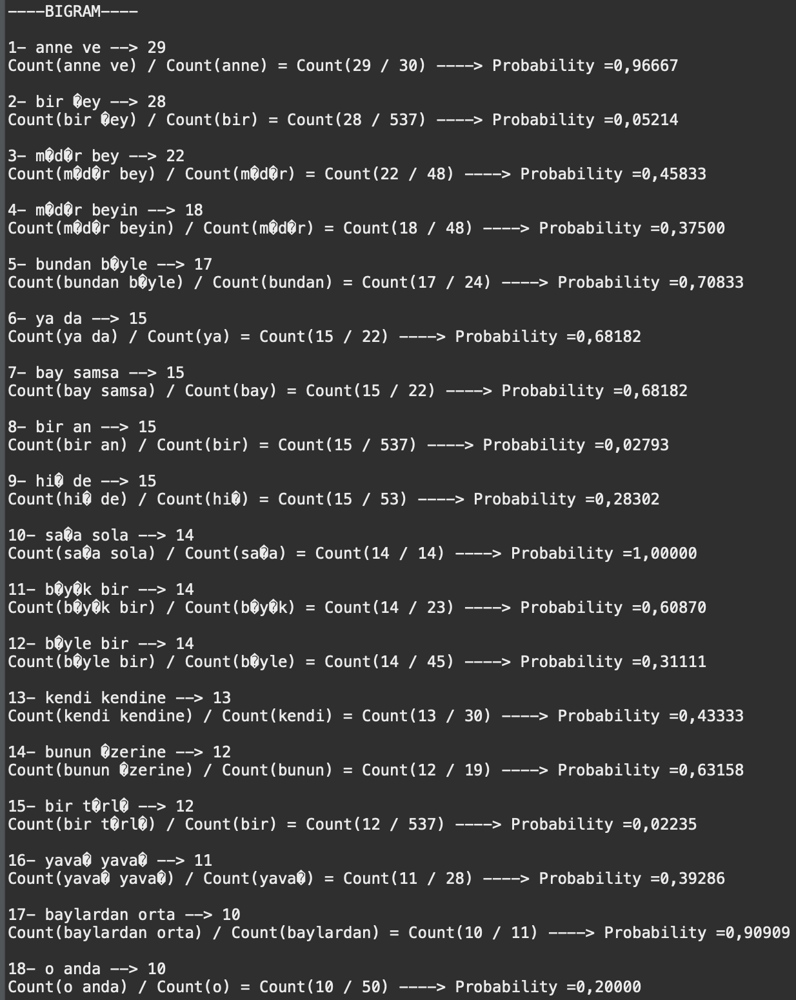 ----BIGRAM----
1- anne ve --> 29
Count(anne ve) / Count(anne) = Count(29 / 30) ----> Probability =0,96667
2- bir �ey --> 28
Count(bir �ey) / Count(bir) = Count(28 / 537) ----> Probability =0,05214
3- m�d�r bey --> 22
Count(m�d�r bey) / Count(m�d�r) = Count(22 / 48) ----> Probability =0,45833
4- m�d�r beyin --> 18
Count(m�d�r beyin) / Count(m�d�r) = Count(18 / 48) ----> Probability =0,37500
5- bundan b�yle --> 17
Count(bundan b�yle) / Count(bundan) = Count(17 / 24) ----> Probability =0,70833
6- ya da --> 15
Count(ya da) / Count(ya) = Count(15 / 22) ----> Probability =0,68182
7- bay samsa --> 15
Count(bay samsa) / Count(bay) = Count(15 / 22) ----> Probability =0,68182
8- bir an --> 15
Count(bir an) / Count(bir) = Count(15 / 537) ----> Probability =0,02793
9- hi� de --> 15
Count(hi� de) / Count(hi�) = Count(15 / 53) ----> Probability =0,28302
10- sa�a sola --> 14
Count(sa�a sola) / Count(sa�a) = Count(14 / 14) ----> Probability =1,00000
11- b�y�k bir --> 14
Count(b�y�k bir) / Count(b�y�k) = Count(14 / 23) ----> Probability =0,60870
12- b�yle bir --> 14
Count(b�yle bir) / Count(b�yle) = Count(14 / 45) ----> Probability =0,31111
13- kendi kendine --> 13
Count(kendi kendine) / Count(kendi) = Count(13 / 30) ----> Probability =0,43333
14- bunun �zerine --> 12
Count(bunun �zerine) / Count(bunun) = Count(12 / 19) ----> Probability =0,63158
15- bir t�rl� --> 12
Count(bir t�rl�) / Count(bir) = Count(12 / 537) ----> Probability =0,02235
16- yava� yava� --> 11
Count(yava� yava�) / Count(yava�) = Count(11 / 28) ----> Probability =0,39286
17- baylardan orta --> 10
Count(baylardan orta) / Count(baylardan) = Count(10 / 11) ----> Probability =0,90909
18- o anda --> 10
Count(o anda) / Count(o) = Count(10 / 50) ----> Probability =0,20000